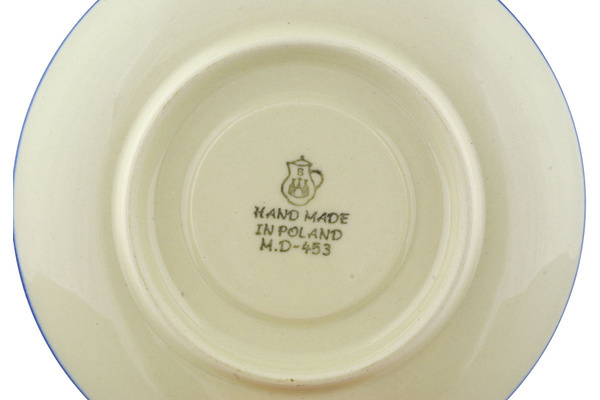 B
HAND MADE
IN POLAND
M.D-453